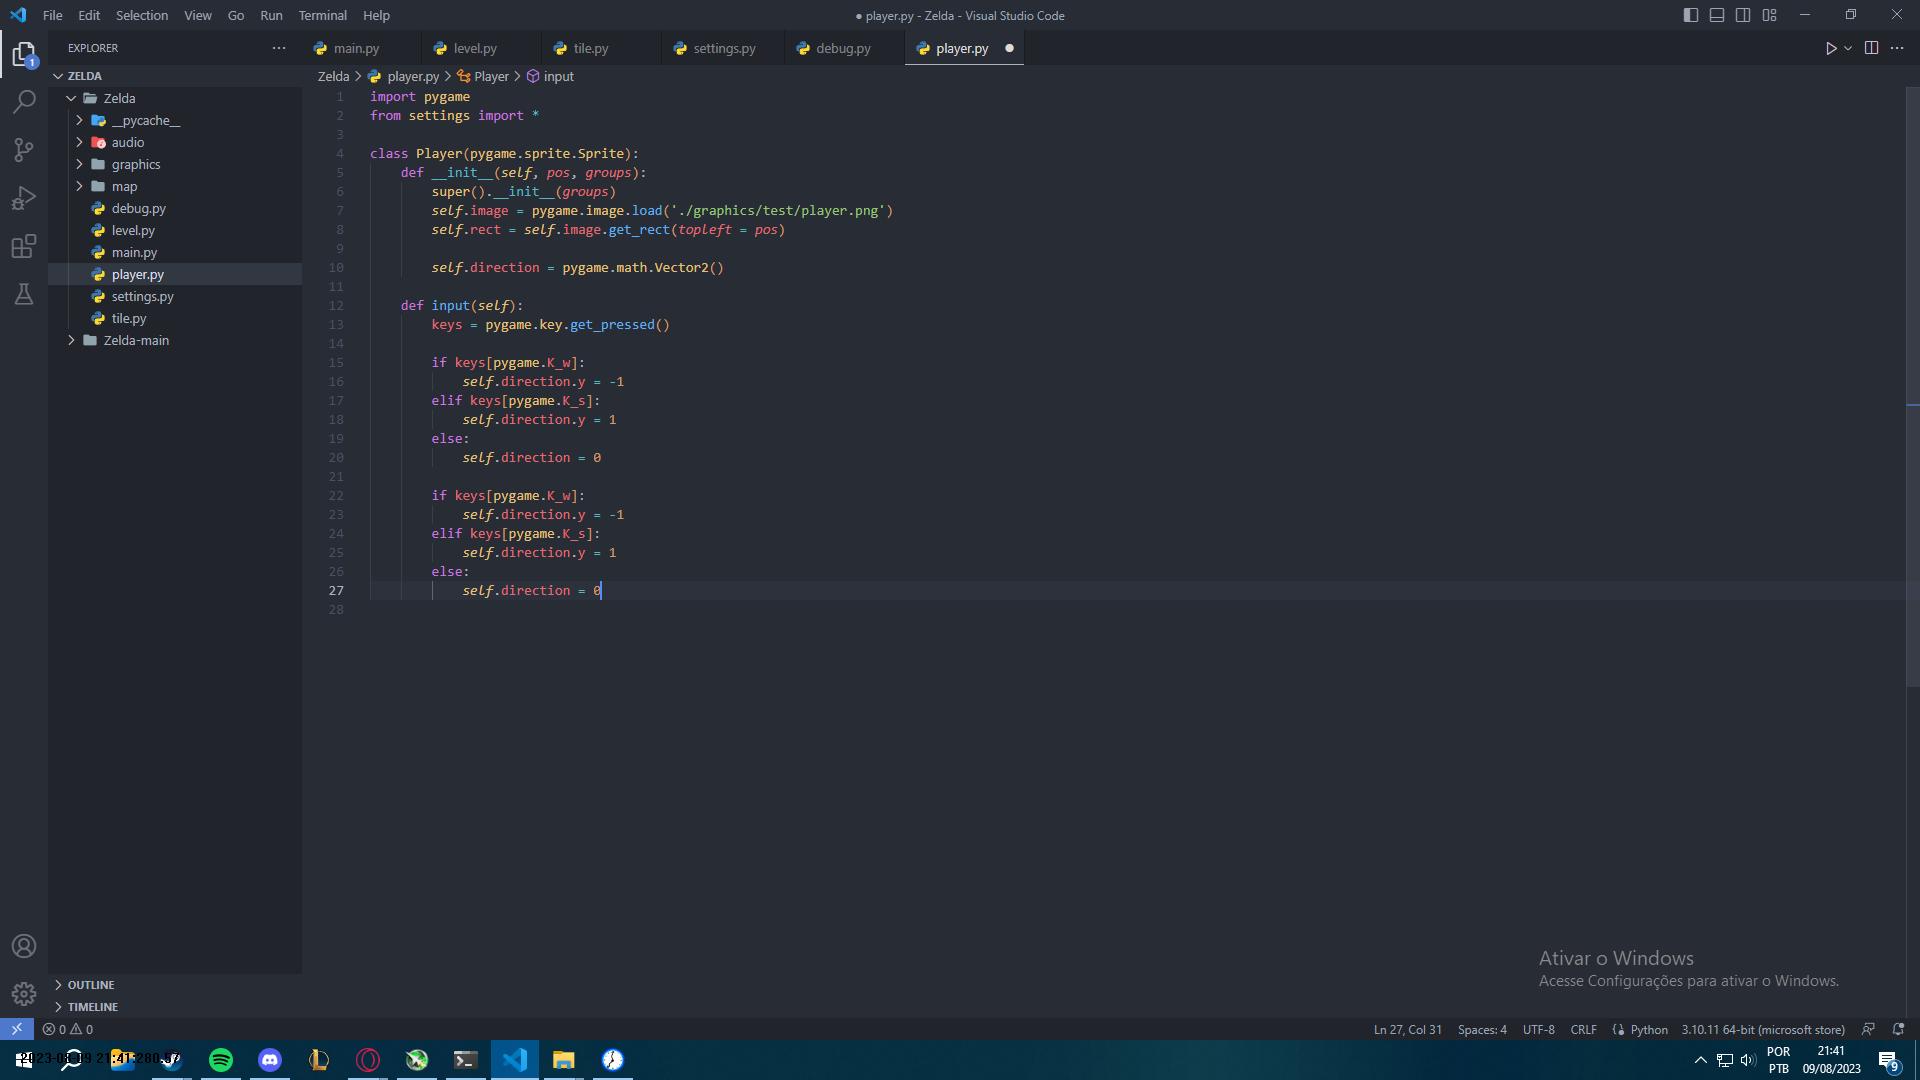 File Edit Selection View Go Run Terminal Help
● player.py - Zelda - Visual Studio Code
EXPLORER
main.py
level.py
tile.py
settings.py
debug.py
player.py
1
ZELDA
Zelda > player.py > Player > input
Zelda
__pycache__
audio
graphics
map
debug.py
level.py
main.py
player.py
settings.py
tile.py
Zelda-main
1 import pygame
2 from settings import *
3
4 class Player(pygame.sprite.Sprite):
5     def __init__(self, pos, groups):
6         super().__init__(groups)
7         self.image = pygame.image.load('./graphics/test/player.png')
8         self.rect = self.image.get_rect(topleft = pos)
9
10         self.direction = pygame.math.Vector2()
11
12     def input(self):
13         keys = pygame.key.get_pressed()
14
15         if keys[pygame.K_w]:
16             self.direction.y = -1
17         elif keys[pygame.K_s]:
18             self.direction.y = 1
19         else:
20             self.direction = 0
21
22         if keys[pygame.K_w]:
23             self.direction.y = -1
24         elif keys[pygame.K_s]:
25             self.direction.y = 1
26         else:
27             self.direction = 0
28
Ativar o Windows
Acesse Configurações para ativar o Windows.
OUTLINE
TIMELINE
0 0
Ln 27, Col 31 Spaces: 4 UTF-8 CRLF Python 3.10.11 64-bit (microsoft store)
POR
PTB
21:41
09/08/2023
9